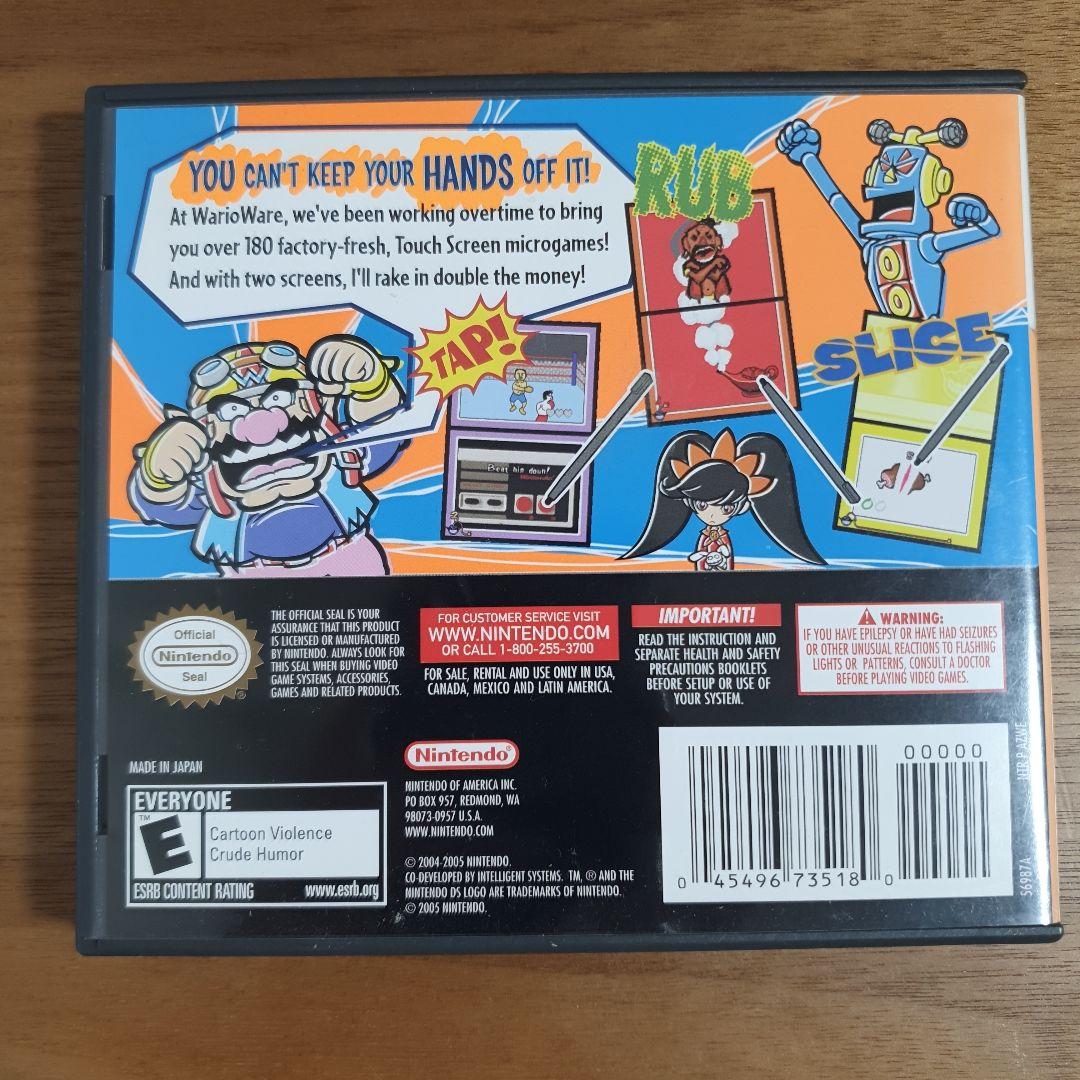 YOU CAN'T KEEP YOUR HANDS OFF IT!
At WarioWare, we've been working overtime to bring
you over 180 factory-fresh, Touch Screen microgames!
And with two screens, I'll rake in double the money!
RUB
TAP!
SLICE
Beat him down!
Nintendo
Official
Nintendo
Seal
®
THE OFFICIAL SEAL IS YOUR
ASSURANCE THAT THIS PRODUCT
IS LICENSED OR MANUFACTURED
BY NINTENDO. ALWAYS LOOK FOR
THIS SEAL WHEN BUYING VIDEO
GAME SYSTEMS, ACCESSORIES,
GAMES AND RELATED PRODUCTS.
FOR CUSTOMER SERVICE VISIT
WWW.NINTENDO.COM
OR CALL 1-800-255-3700
FOR SALE, RENTAL AND USE ONLY IN USA,
CANADA, MEXICO AND LATIN AMERICA.
IMPORTANT!
READ THE INSTRUCTION AND
SEPARATE HEALTH AND SAFETY
PRECAUTIONS BOOKLETS
BEFORE SETUP OR USE OF
YOUR SYSTEM.
WARNING:
IF YOU HAVE EPILEPSY OR HAVE HAD SEIZURES
OR OTHER UNUSUAL REACTIONS TO FLASHING
LIGHTS OR PATTERNS, CONSULT A DOCTOR
BEFORE PLAYING VIDEO GAMES.
MADE IN JAPAN
EVERYONE
TM
E
Cartoon Violence
Crude Humor
ESRB CONTENT RATING www.esrb.org
Nintendo®
NINTENDO OF AMERICA INC.
PO BOX 957, REDMOND, WA
98073-0957 U.S.A.
WWW.NINTENDO.COM
© 2004-2005 NINTENDO.
CO-DEVELOPED BY INTELLIGENT SYSTEMS. TM, ® AND THE
NINTENDO DS LOGO ARE TRADEMARKS OF NINTENDO.
© 2005 NINTENDO.
00000
0 45496 73518 0
NTR P AZWE
56987A